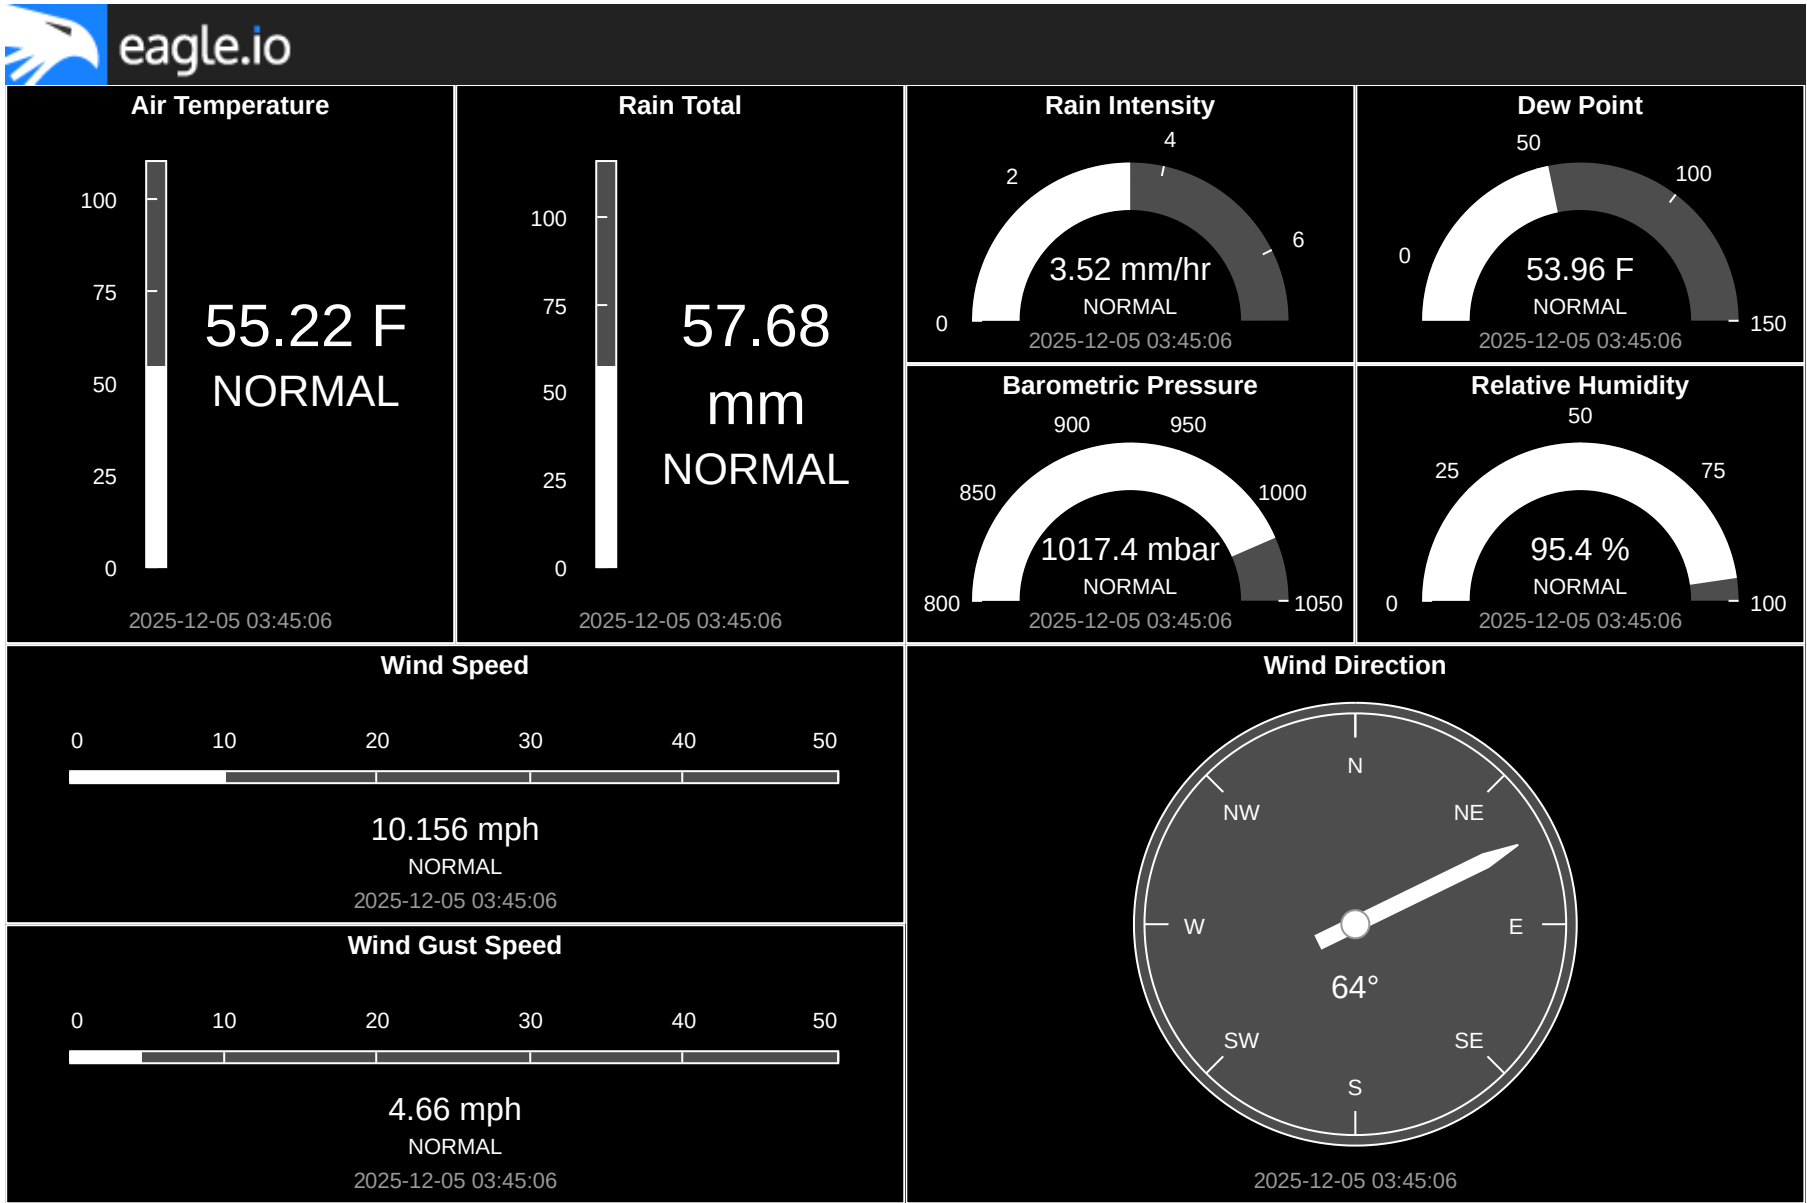 eagle.io
Air Temperature
100
75
50
25
0
55.22 F
NORMAL
2025-12-05 03:45:06
Rain Total
100
75
50
25
0
57.68
mm
NORMAL
2025-12-05 03:45:06
Rain Intensity
0
2
4
6
3.52 mm/hr
NORMAL
2025-12-05 03:45:06
Dew Point
0
50
100
150
53.96 F
NORMAL
2025-12-05 03:45:06
Barometric Pressure
800
850
900
950
1000
1050
1017.4 mbar
NORMAL
2025-12-05 03:45:06
Relative Humidity
0
25
50
75
100
95.4 %
NORMAL
2025-12-05 03:45:06
Wind Speed
0 10 20 30 40 50
10.156 mph
NORMAL
2025-12-05 03:45:06
Wind Gust Speed
0 10 20 30 40 50
4.66 mph
NORMAL
2025-12-05 03:45:06
Wind Direction
N
NW NE
W E
64°
SW SE
S
2025-12-05 03:45:06